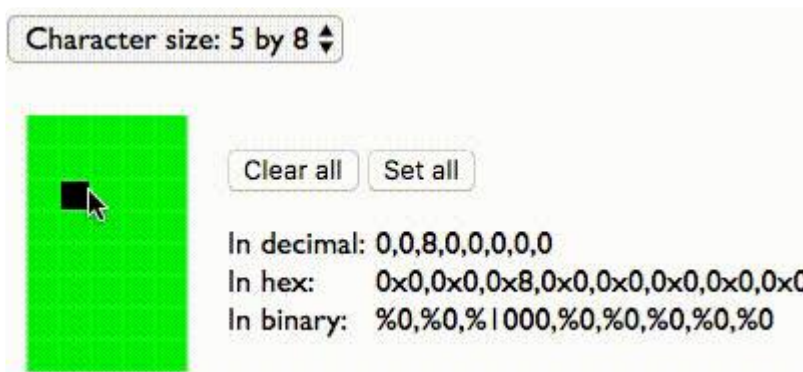 Character size: 5 by 8
Clear all Set all
In decimal: 0,0,8,0,0,0,0,0
In hex: 0x0,0x0,0x8,0x0,0x0,0x0,0x0,0x0
In binary: %0,%0,%1000,%0,%0,%0,%0,%0